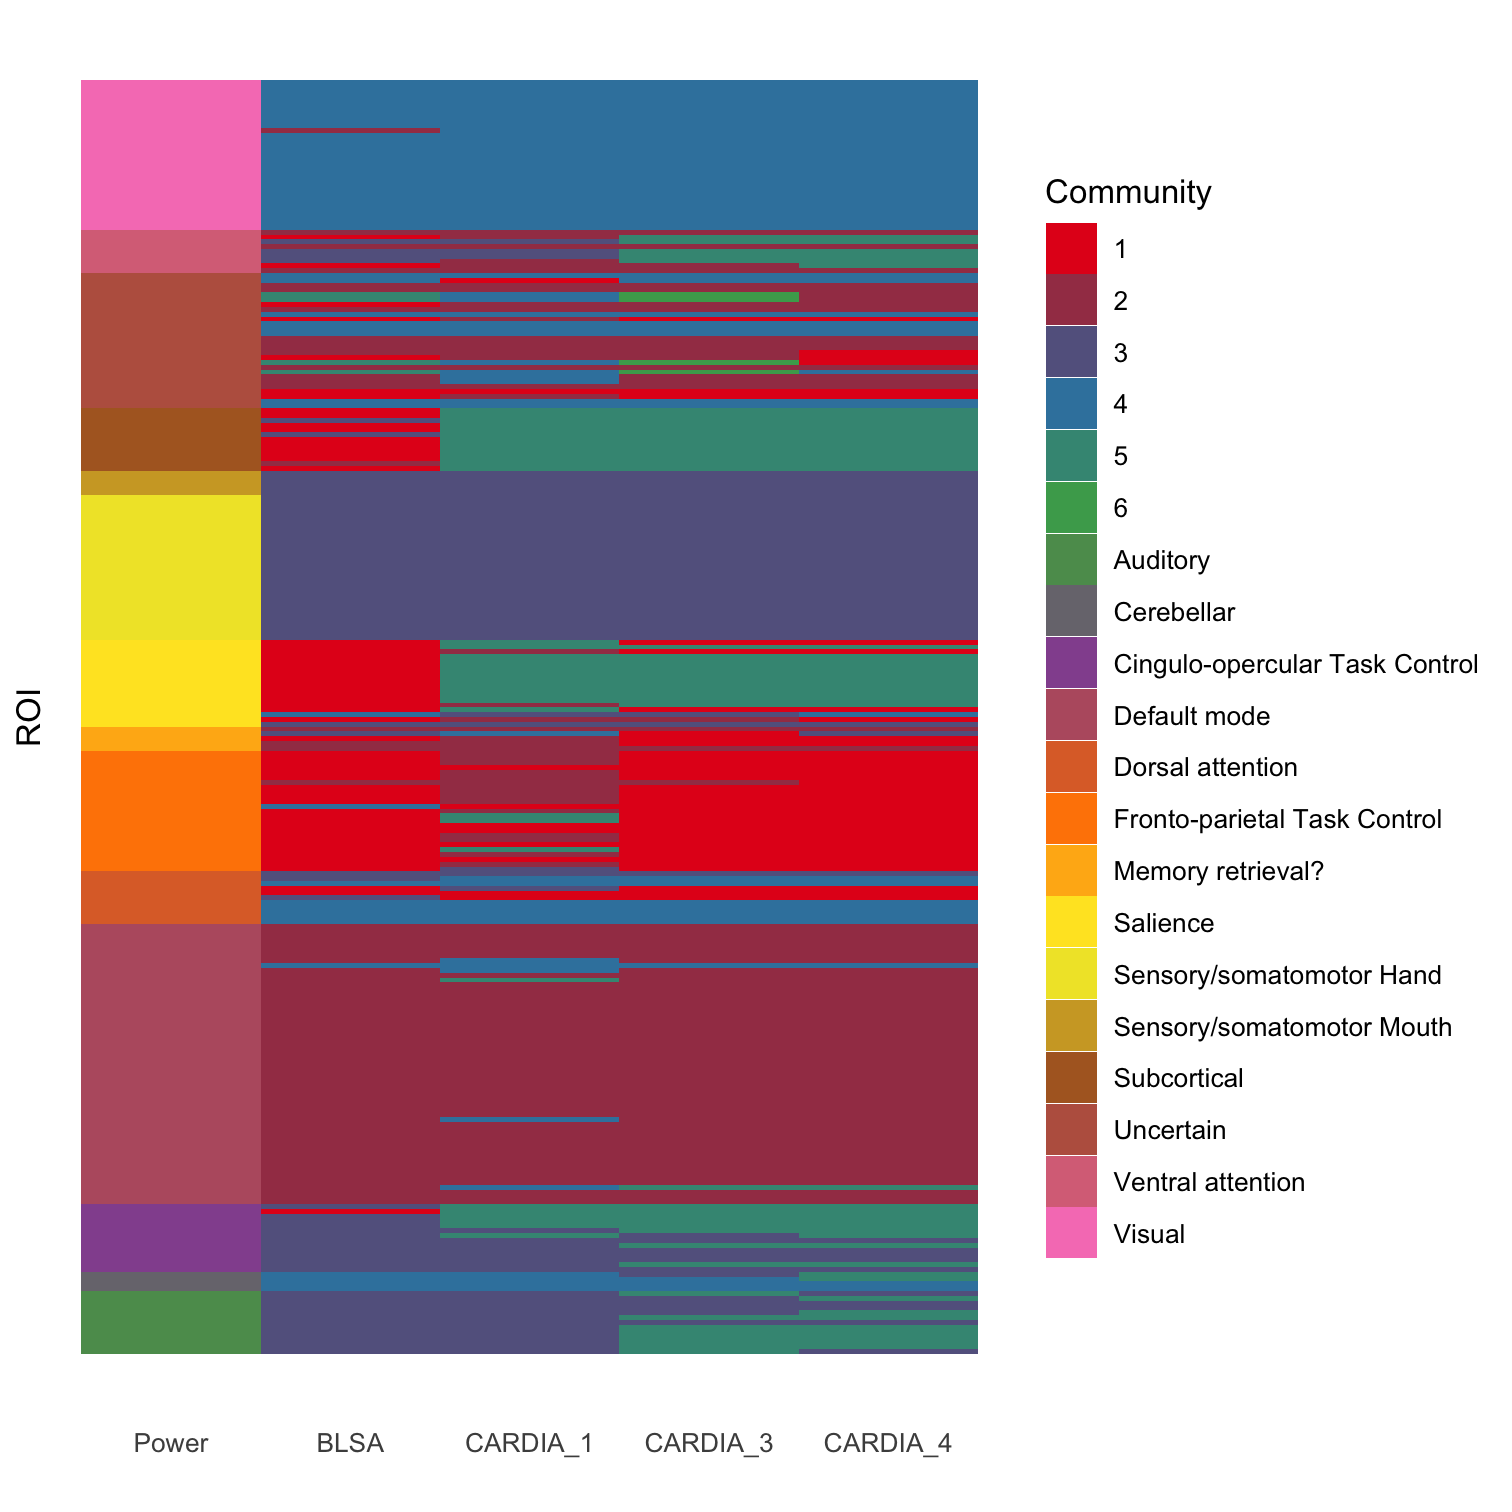 ROI
Power
BLSA
CARDIA_1
CARDIA_3
CARDIA_4
Community
1
2
3
4
5
6
Auditory
Cerebellar
Cingulo-opercular Task Control
Default mode
Dorsal attention
Fronto-parietal Task Control
Memory retrieval?
Salience
Sensory/somatomotor Hand
Sensory/somatomotor Mouth
Subcortical
Uncertain
Ventral attention
Visual